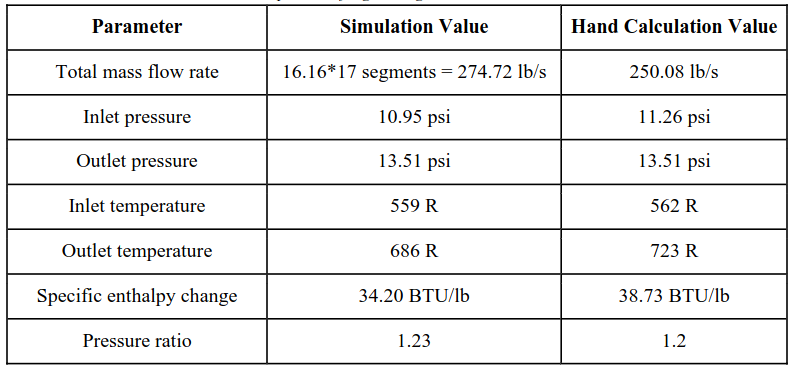 Parameter Simulation Value Hand Calculation Value
Total mass flow rate 16.16*17 segments = 274.72 lb/s 250.08 lb/s
Inlet pressure 10.95 psi 11.26 psi
Outlet pressure 13.51 psi 13.51 psi
Inlet temperature 559 R 562 R
Outlet temperature 686 R 723 R
Specific enthalpy change 34.20 BTU/lb 38.73 BTU/lb
Pressure ratio 1.23 1.2